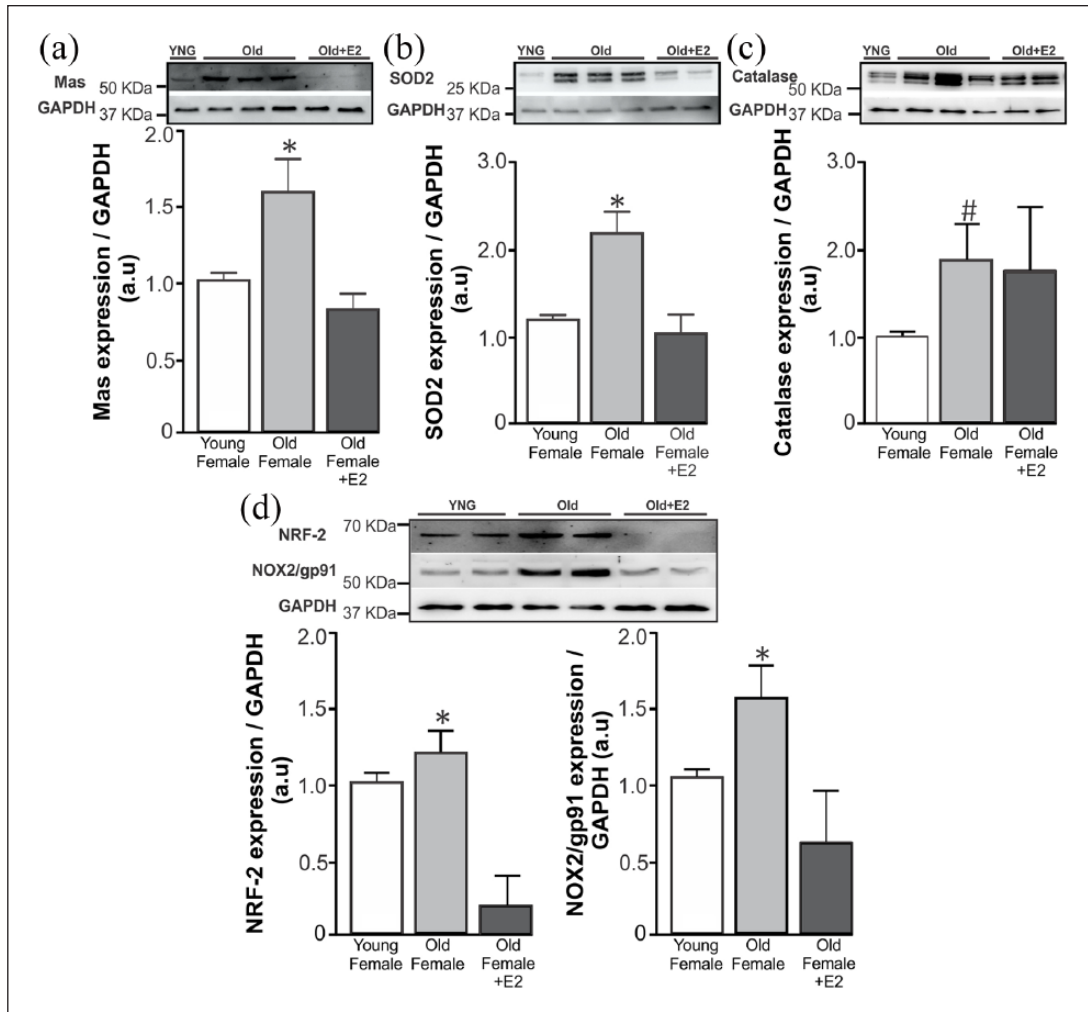 (a)
YNG Old Old+E2
Mas
50 KDa
GAPDH
37 KDa
Mas expression / GAPDH
(a.u)
2.0
1.5
1.0
0.5
0
*
Young
Female
Old
Female
Old
Female
+E2
(b)
YNG Old Old+E2
SOD2
25 KDa
GAPDH
37 KDa
SOD2 expression / GAPDH
(a.u)
3.0
2.0
1.0
0
*
Young
Female
Old
Female
Old
Female
+E2
(c)
YNG Old Old+E2
Catalase
50 KDa
GAPDH
37 KDa
Catalase expression / GAPDH
(a.u)
3.0
2.0
1.0
0
#
Young
Female
Old
Female
Old
Female
+E2
(d)
YNG Old Old+E2
70 KDa
NRF-2
NOX2/gp91
50 KDa
GAPDH
37 KDa
NRF-2 expression / GAPDH
(a.u)
2.0
1.5
1.0
0.5
0
*
Young
Female
Old
Female
Old
Female
+E2
NOX2/gp91 expression /
GAPDH (a.u)
2.0
1.5
1.0
0.5
0
*
Young
Female
Old
Female
Old
Female
+E2